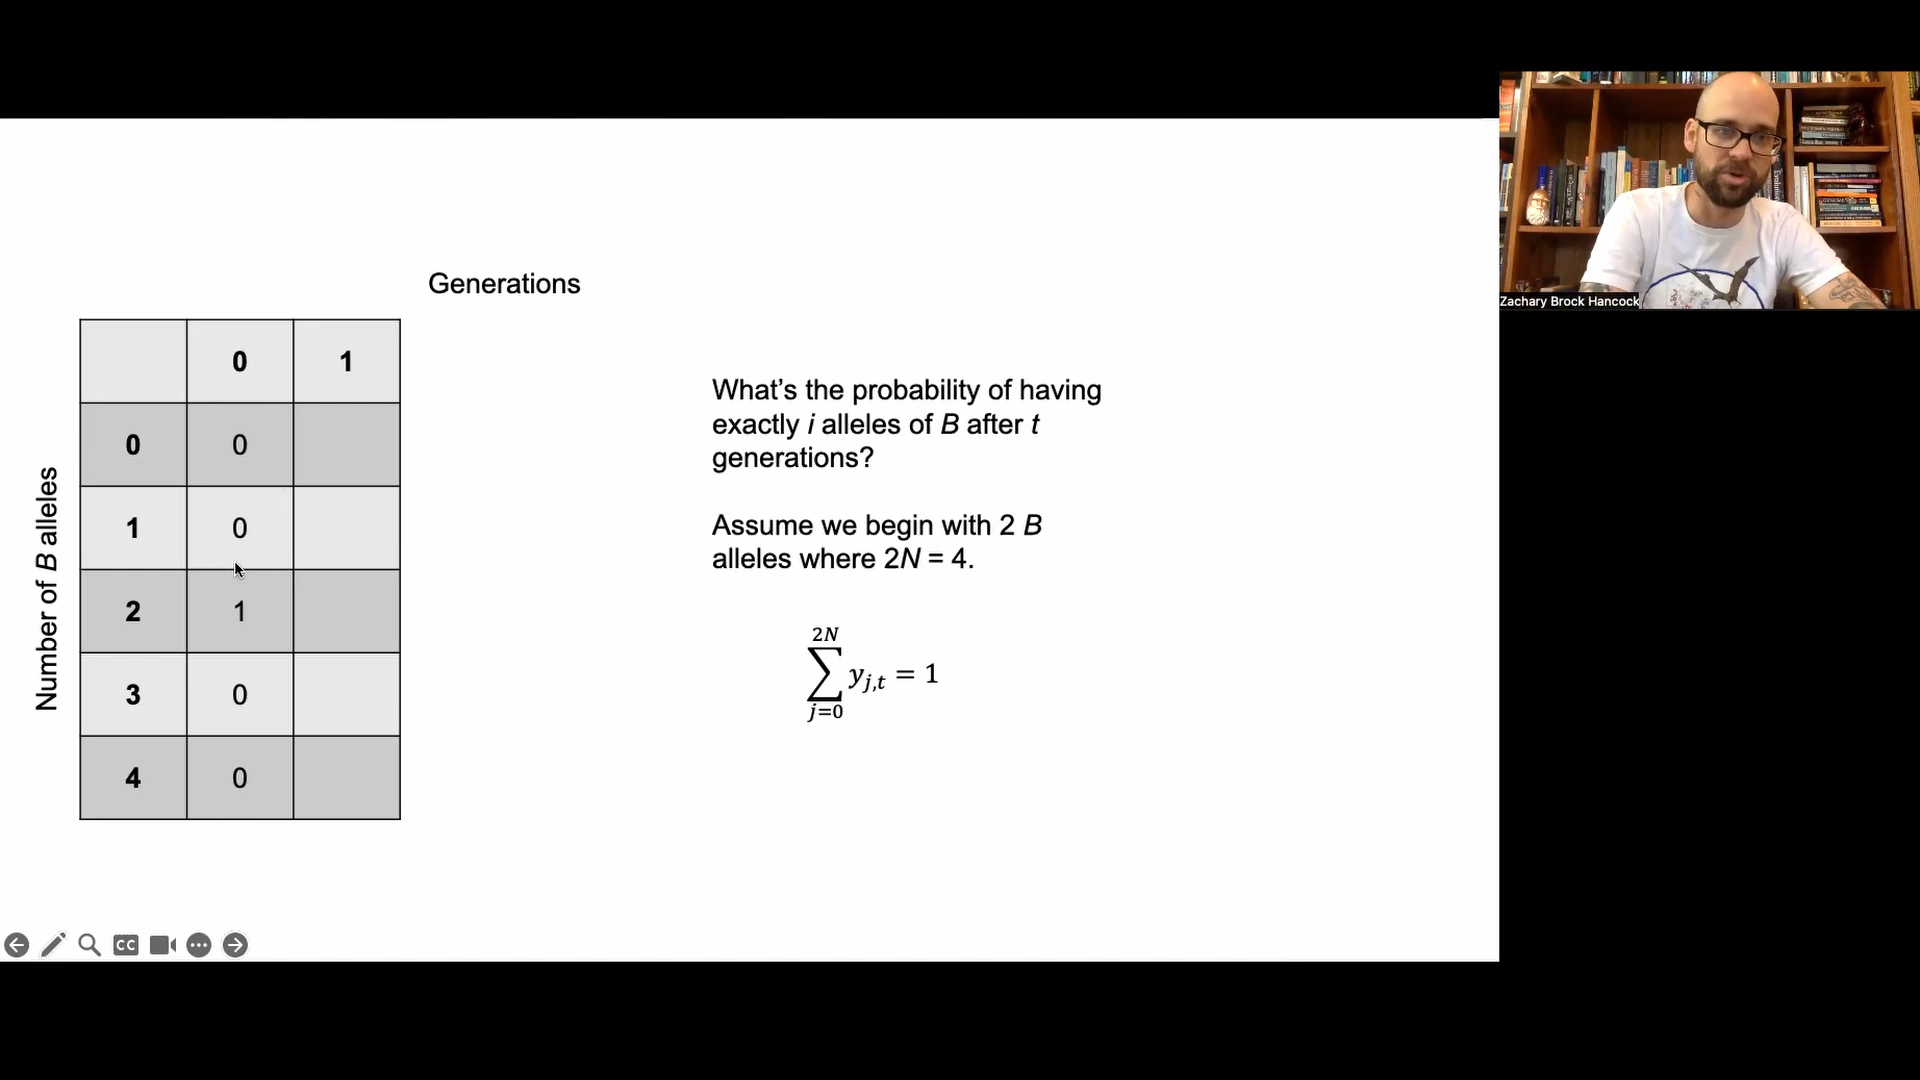 Generations
0 1
0 0
1 0
2 1
3 0
4 0
Number of B alleles
What's the probability of having
exactly i alleles of B after t
generations?
Assume we begin with 2 B
alleles where 2N = 4.
2N
∑ y_{j,t} = 1
j=0
CC
Zachary Brock Hancock